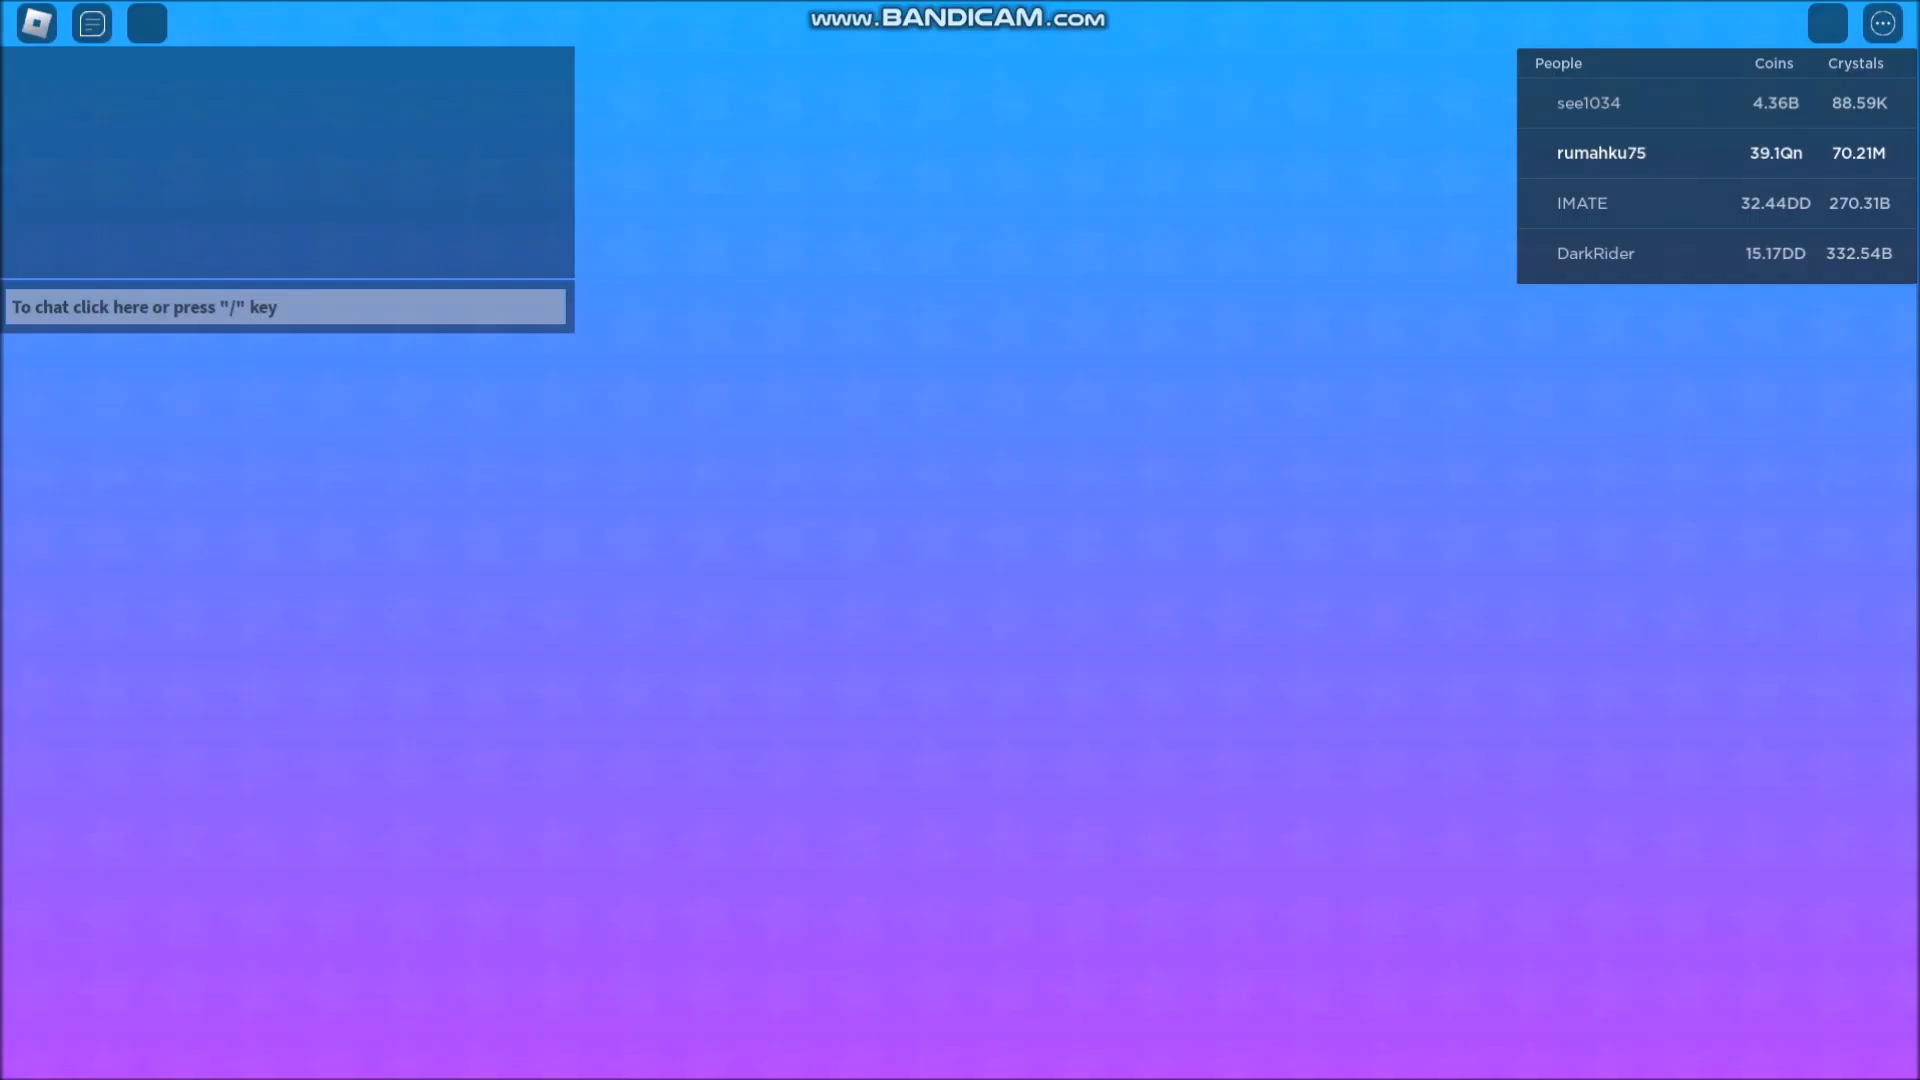 www.BANDICAM.com
People Coins Crystals
see1034 4.36B 88.59K
rumahku75 39.1Qn 70.21M
IMATE 32.44DD 270.31B
DarkRider 15.17DD 332.54B
To chat click here or press "/" key